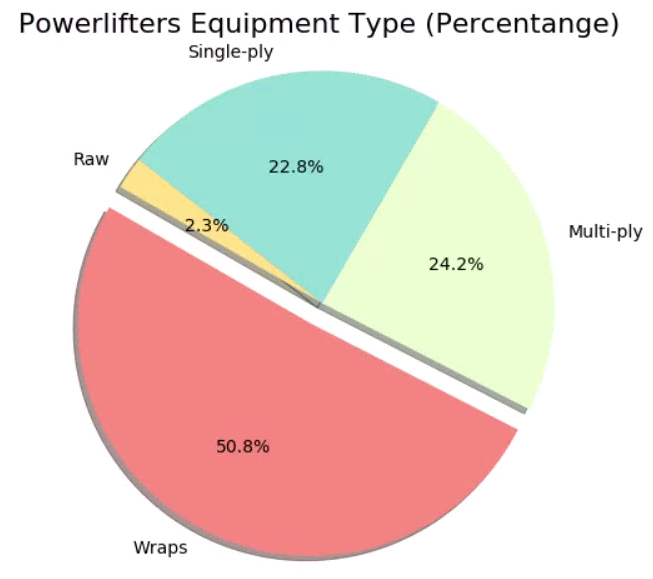 Powerlifters Equipment Type (Percentange)
Single-ply
Raw
22.8%
2.3%
Multi-ply
24.2%
50.8%
Wraps